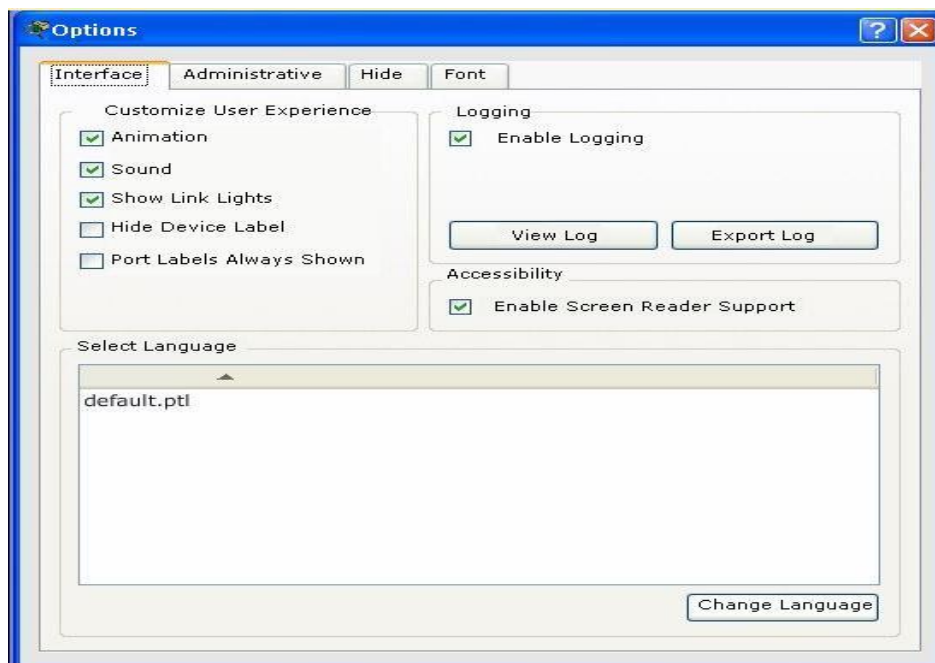 Options
Interface
Administrative
Hide
Font
Customize User Experience
Animation
Sound
Show Link Lights
Hide Device Label
Port Labels Always Shown
Logging
Enable Logging
View Log
Export Log
Accessibility
Enable Screen Reader Support
Select Language
default.ptl
Change Language